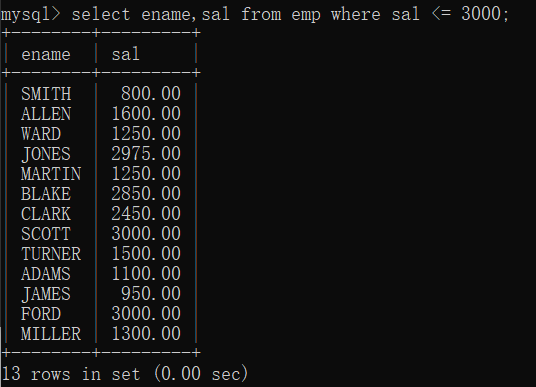 mysql> select ename,sal from emp where sal <= 3000;
+--------+---------+
| ename  | sal     |
+--------+---------+
| SMITH  |  800.00 |
| ALLEN  | 1600.00 |
| WARD   | 1250.00 |
| JONES  | 2975.00 |
| MARTIN | 1250.00 |
| BLAKE  | 2850.00 |
| CLARK  | 2450.00 |
| SCOTT  | 3000.00 |
| TURNER | 1500.00 |
| ADAMS  | 1100.00 |
| JAMES  |  950.00 |
| FORD   | 3000.00 |
| MILLER | 1300.00 |
+--------+---------+
13 rows in set (0.00 sec)